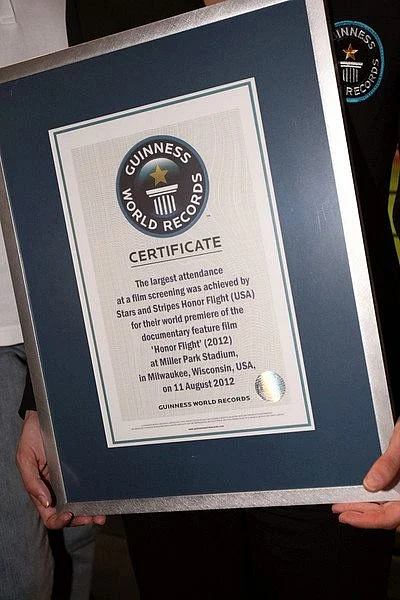 GUINNESS
WORLD RECORDS
™
CERTIFICATE
The largest attendance
at a film screening was achieved by
Stars and Stripes Honor Flight (USA)
for their world premiere of the
documentary feature film
'Honor Flight' (2012)
at Miller Park Stadium,
in Milwaukee, Wisconsin, USA,
on 11 August 2012
GUINNESS WORLD RECORDS
INNESS
RECORDS